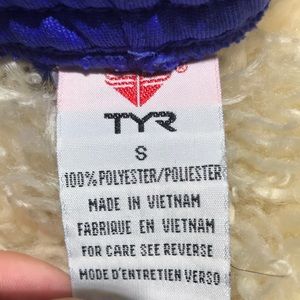 ®
TYR
S
100% POLYESTER/POLIESTER
MADE IN VIETNAM
FABRIQUE EN VIETNAM
FOR CARE SEE REVERSE
MODE D'ENTRETIEN VERSO